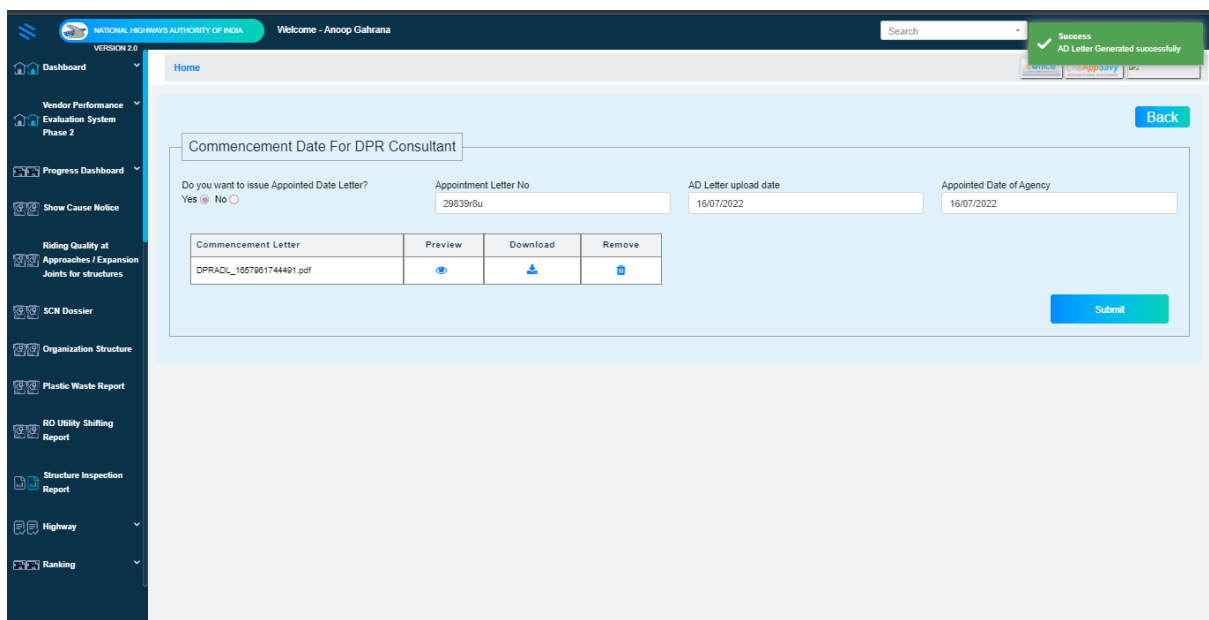 NATIONAL HIGHWAYS AUTHORITY OF INDIA
Welcome - Anoop Gahrana
Search
Success
AD Letter Generated successfully
VERSION 2.0
Dashboard
Home
AppSavy
Vendor Performance
Evaluation System
Phase 2
Back
Commencement Date For DPR Consultant
Progress Dashboard
Do you want to issue Appointed Date Letter?
Yes No
Appointment Letter No
29839r8u
AD Letter upload date
16/07/2022
Appointed Date of Agency
16/07/2022
Show Cause Notice
Commencement Letter Preview Download Remove
DPRADL_1657961744491.pdf
Riding Quality at
Approaches / Expansion
Joints for structures
Submit
SCN Dossier
Organization Structure
Plastic Waste Report
RO Utility Shifting
Report
Structure Inspection
Report
Highway
Ranking